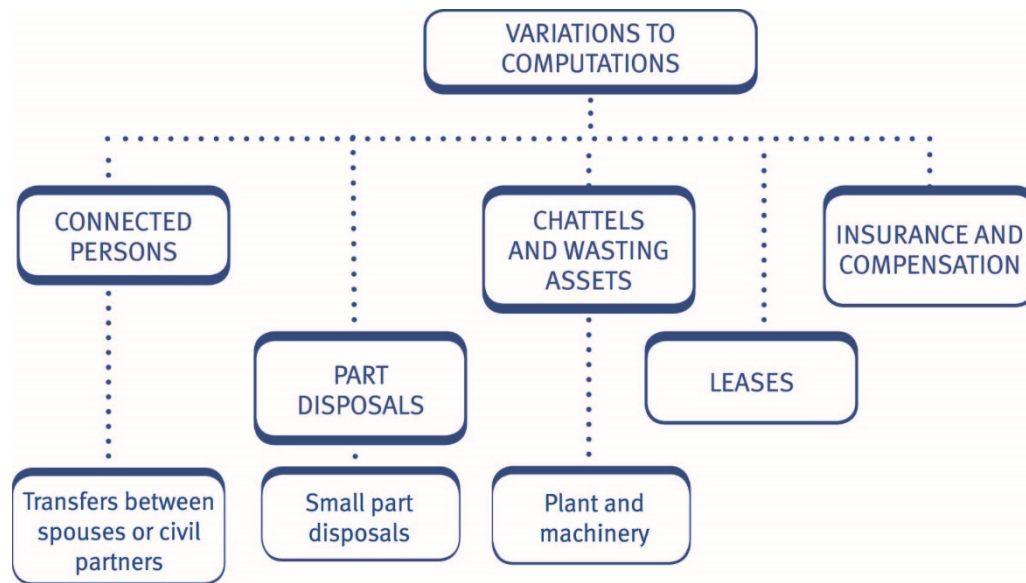 VARIATIONS TO
COMPUTATIONS
CONNECTED
PERSONS
CHATTELS
AND WASTING
ASSETS
INSURANCE AND
COMPENSATION
PART
DISPOSALS
LEASES
Transfers between
spouses or civil
partners
Small part
disposals
Plant and
machinery